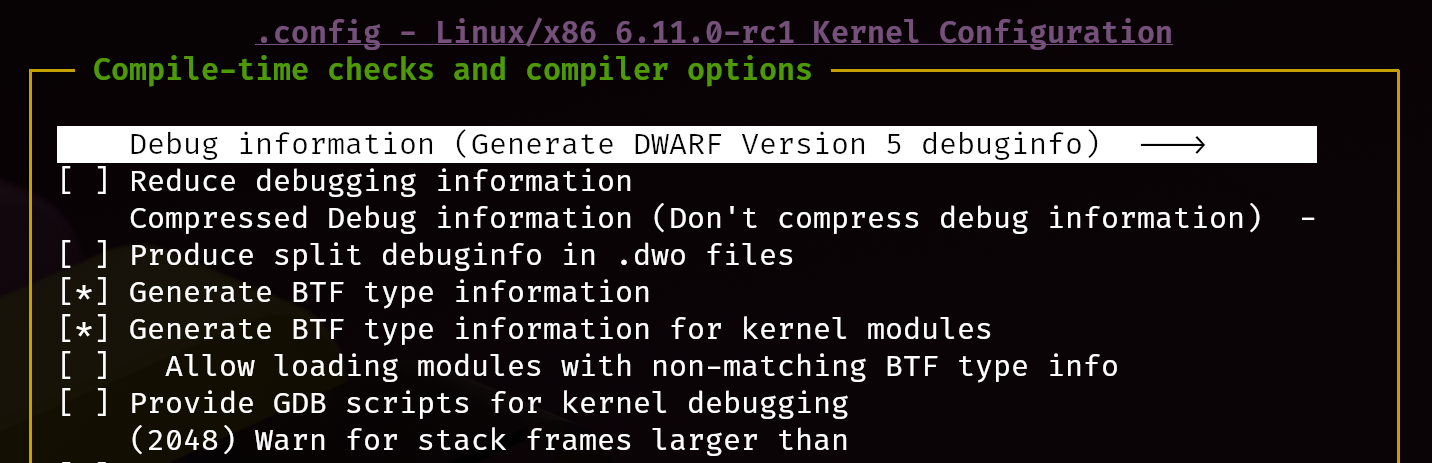 .config - Linux/x86 6.11.0-rc1 Kernel Configuration
Compile-time checks and compiler options
Debug information (Generate DWARF Version 5 debuginfo)  --->
[ ] Reduce debugging information
Compressed Debug information (Don't compress debug information)  -
[ ] Produce split debuginfo in .dwo files
[*] Generate BTF type information
[*] Generate BTF type information for kernel modules
[ ]   Allow loading modules with non-matching BTF type info
[ ] Provide GDB scripts for kernel debugging
(2048) Warn for stack frames larger than